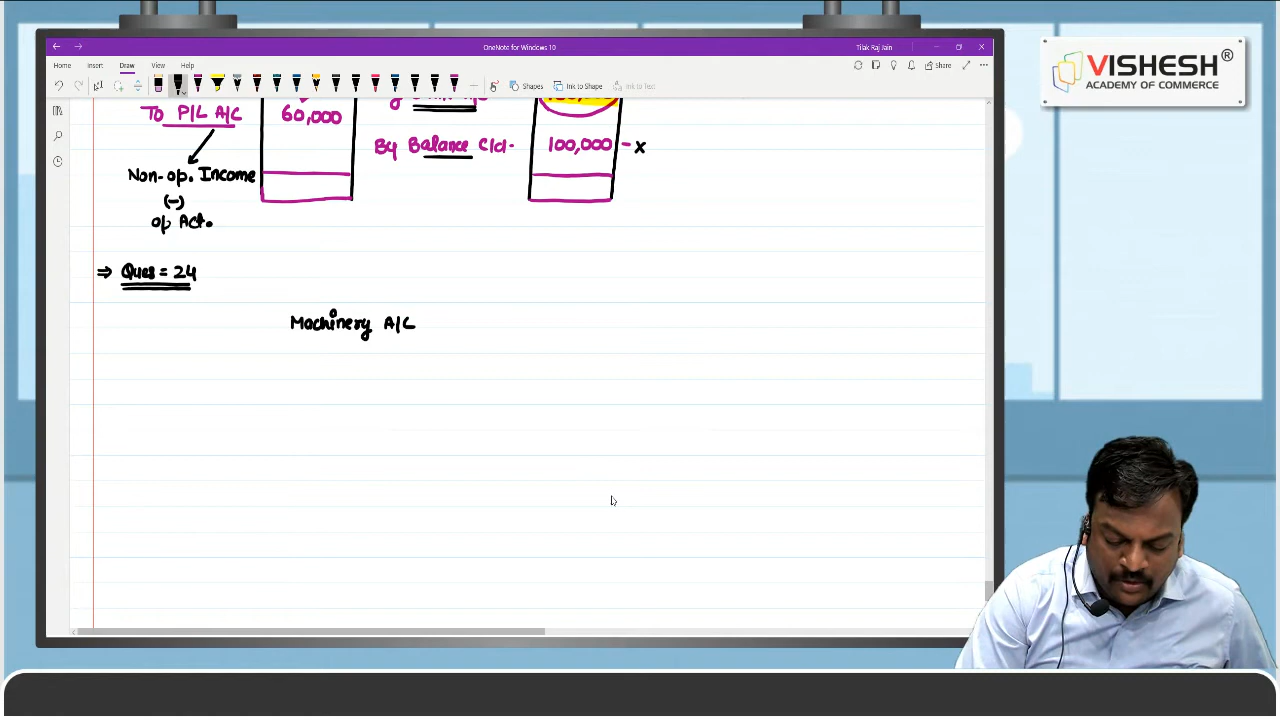 OneNote for Windows 10
Tilak Raj Jain
Home Insert Draw View Help
Share
Shapes
Ink to Shape
Ink to Text
VISHESH®
ACADEMY OF COMMERCE
To P/L A/C 60,000
By Balance C/d- 100,000 - x
Non-op. Income
(-)
op Act.
⇒ Ques = 24
Machinery A/C